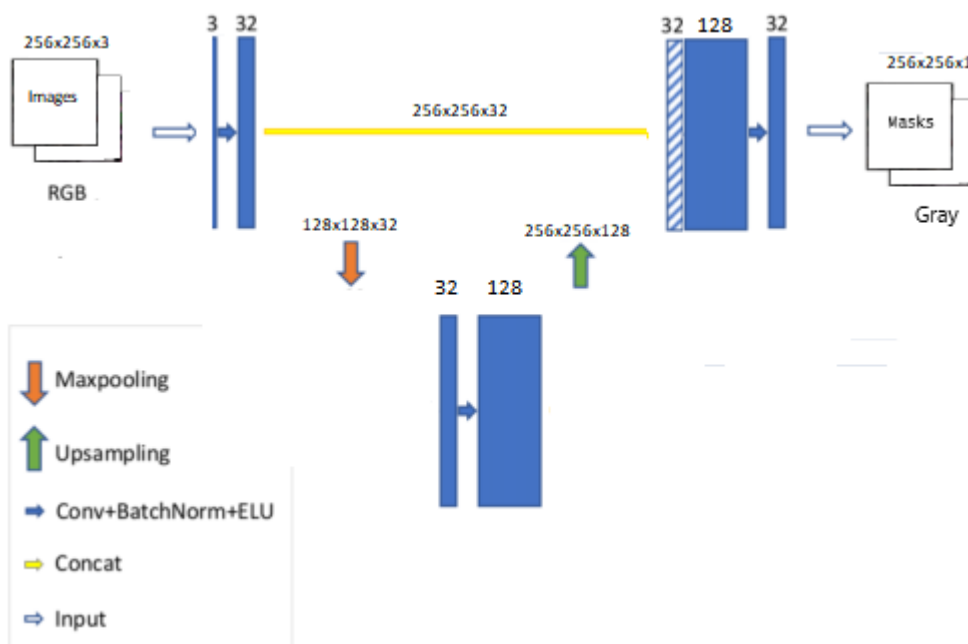 3 32
256x256x3
Images
RGB
256x256x32
32 128 32
256x256x1
Masks
Gray
128x128x32
256x256x128
32 128
Maxpooling
Upsampling
Conv+BatchNorm+ELU
Concat
Input